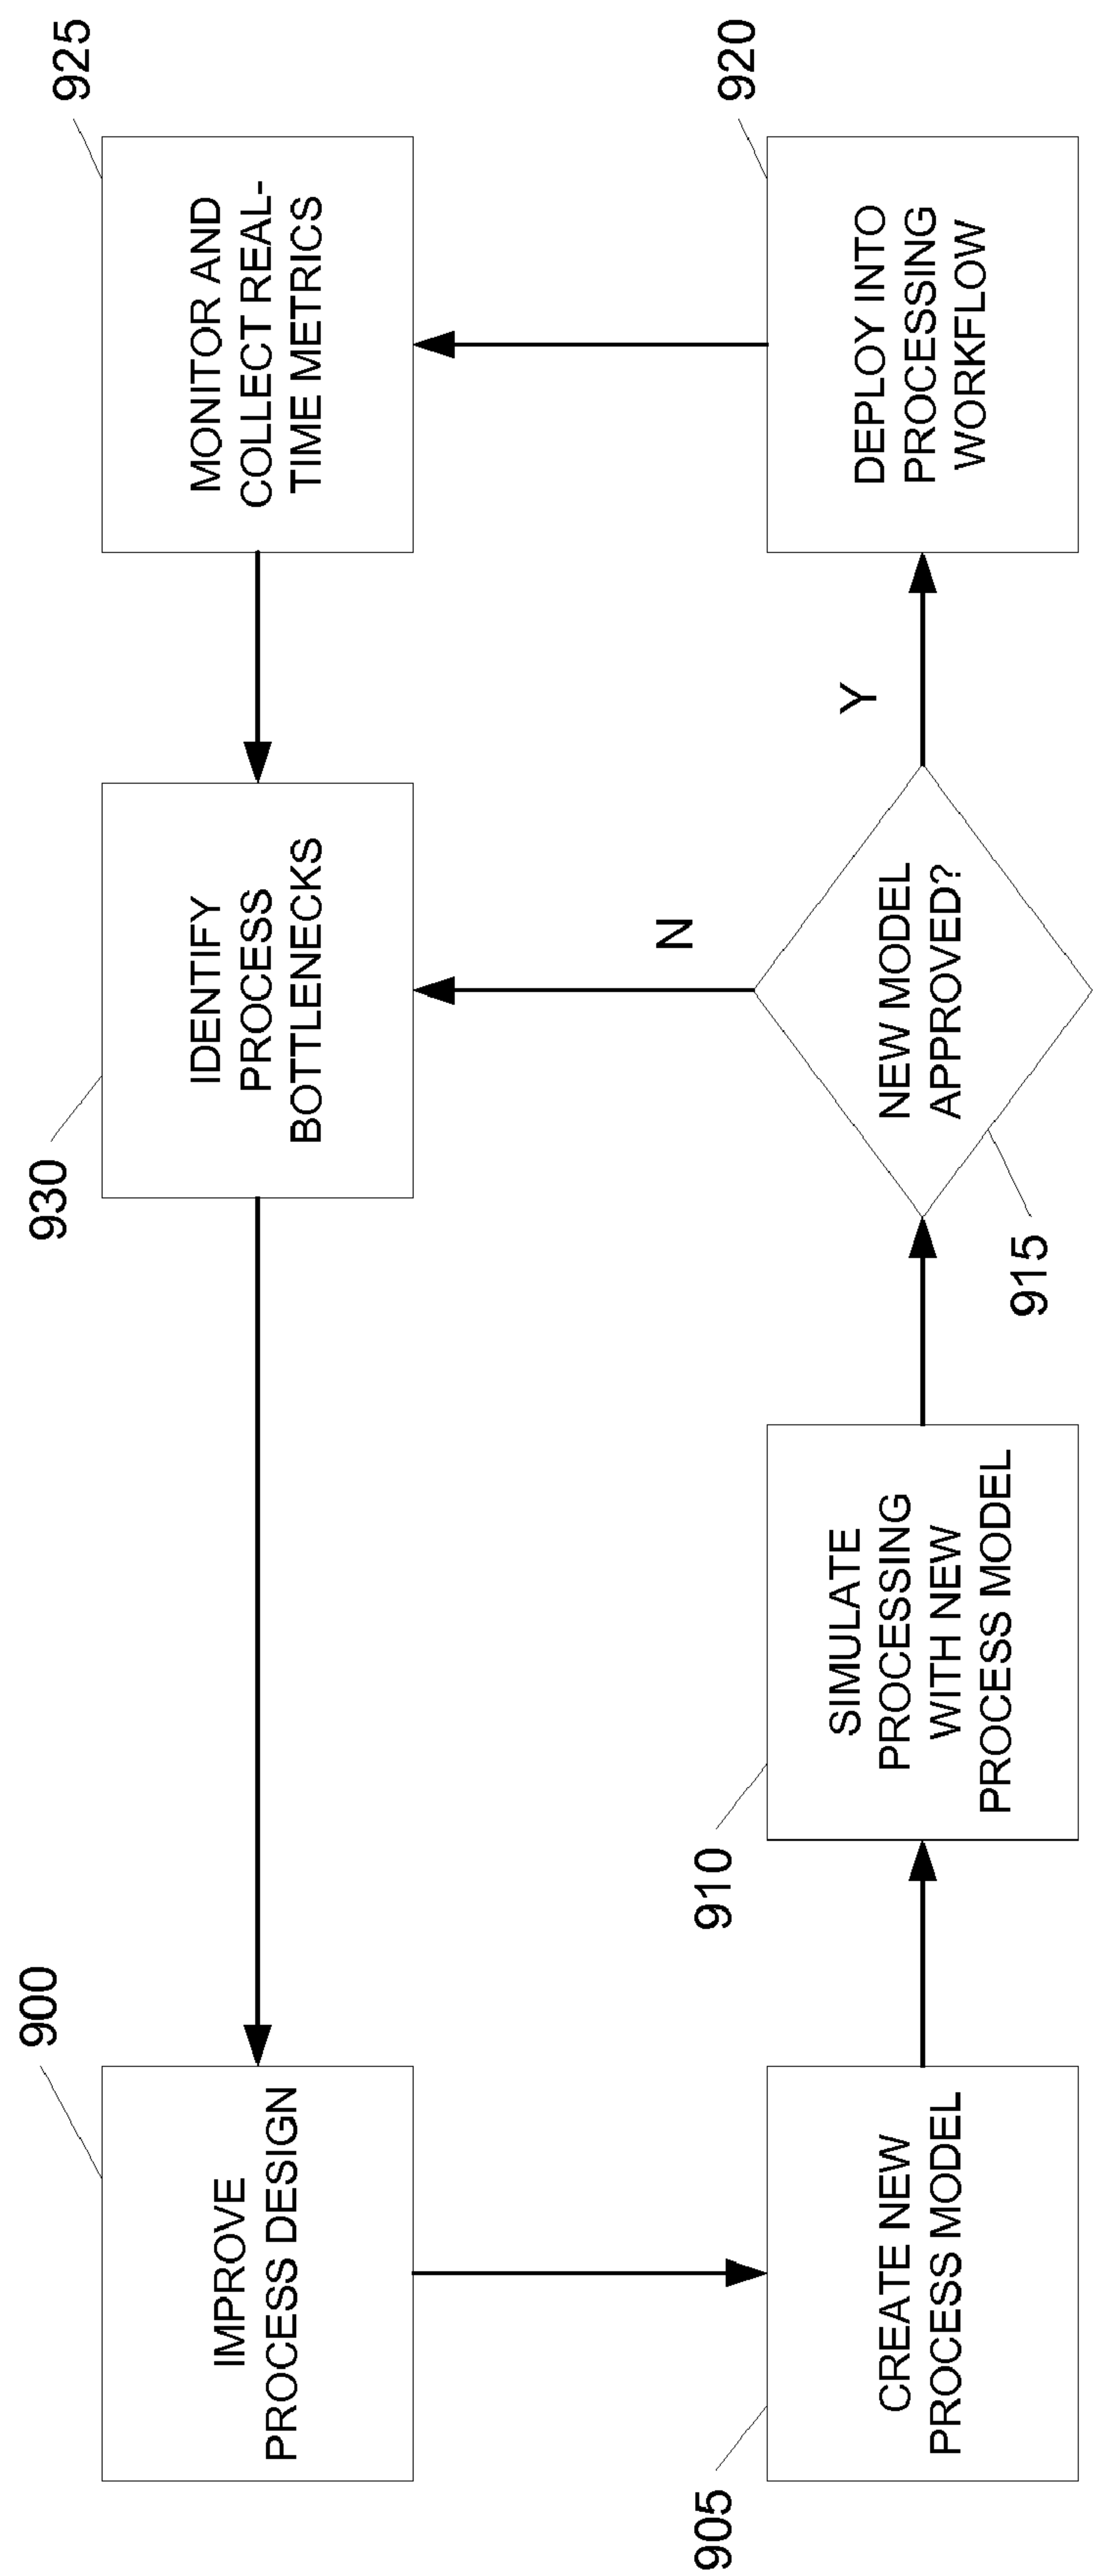 900
IMPROVE
PROCESS DESIGN
930
IDENTIFY
PROCESS
BOTTLENECKS
925
MONITOR AND
COLLECT REAL-
TIME METRICS
905
CREATE NEW
PROCESS MODEL
910
SIMULATE
PROCESSING
WITH NEW
PROCESS MODEL
915
NEW MODEL
APPROVED?
N
Y
920
DEPLOY INTO
PROCESSING
WORKFLOW